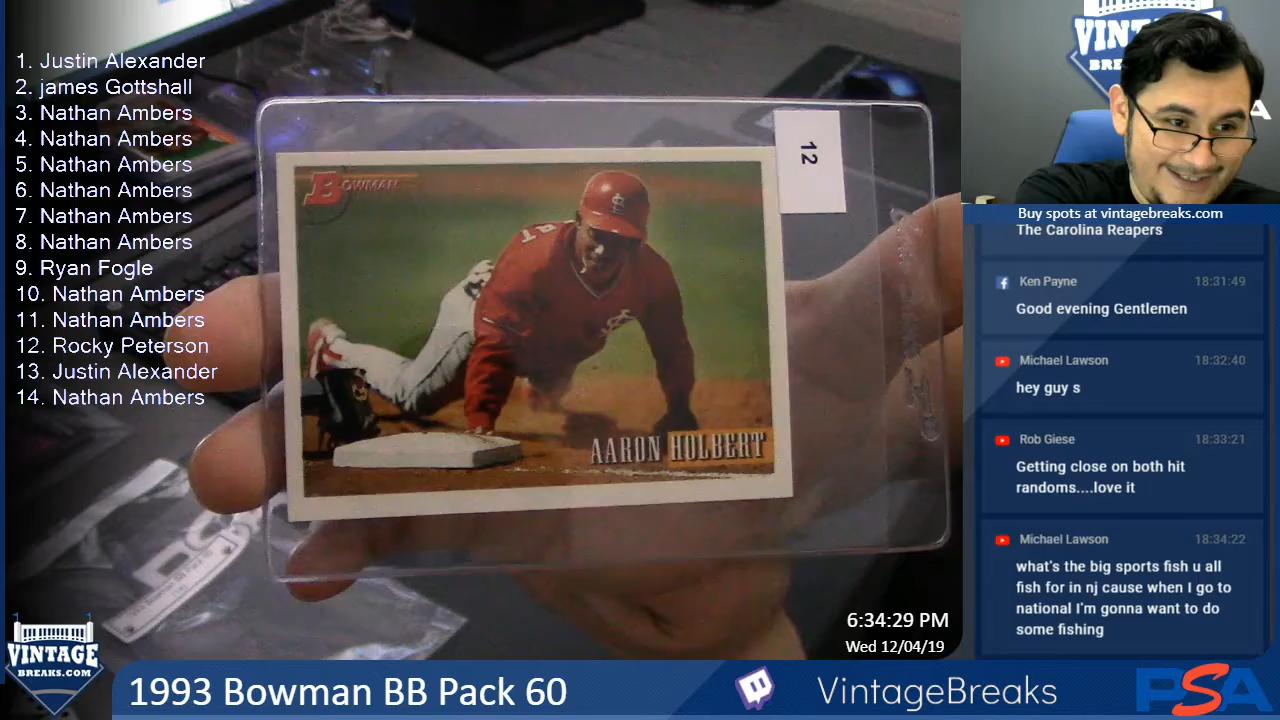 1. Justin Alexander
2. james Gottshall
3. Nathan Ambers
4. Nathan Ambers
5. Nathan Ambers
6. Nathan Ambers
7. Nathan Ambers
8. Nathan Ambers
9. Ryan Fogle
10. Nathan Ambers
11. Nathan Ambers
12. Rocky Peterson
13. Justin Alexander
14. Nathan Ambers
BOWMAN
12
AARON HOLBERT
6:34:29 PM
Wed 12/04/19
Buy spots at vintagebreaks.com
The Carolina Reapers
Ken Payne 18:31:49
Good evening Gentlemen
Michael Lawson 18:32:40
hey guy s
Rob Giese 18:33:21
Getting close on both hit
randoms....love it
Michael Lawson 18:34:22
what's the big sports fish u all
fish for in nj cause when I go to
national I'm gonna want to do
some fishing
VINTAGE
BREAKS.COM
1993 Bowman BB Pack 60
VintageBreaks
PSA